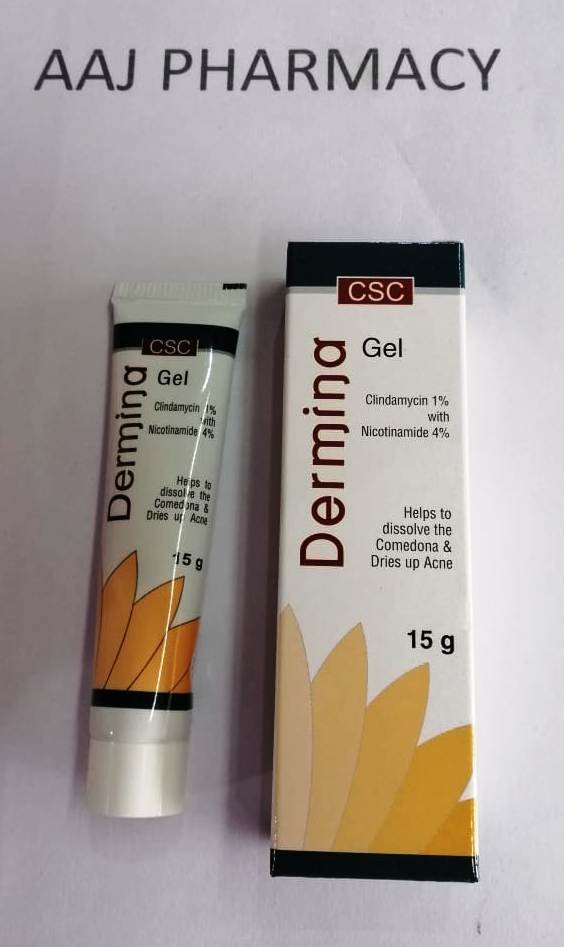 AAJ PHARMACY
CSC
Dermina
Gel
Clindamycin 1%
with
Nicotinamide 4%
Helps to
dissolve the
Comedona &
Dries up Acne
15 g
CSC
Dermina
Gel
Clindamycin 1%
with
Nicotinamide 4%
Helps to
dissolve the
Comedona &
Dries up Acne
15 g